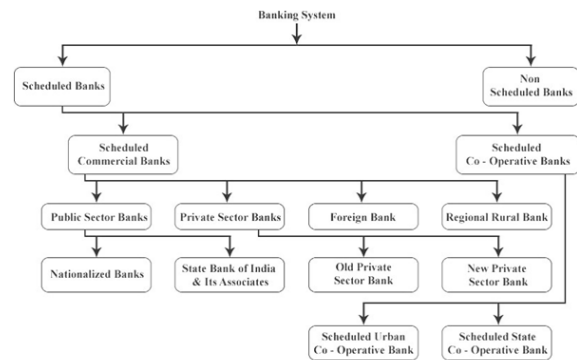 Banking System
Scheduled Banks
Non
Scheduled Banks
Scheduled
Commercial Banks
Scheduled
Co - Operative Banks
Public Sector Banks
Private Sector Banks
Foreign Bank
Regional Rural Bank
Nationalized Banks
State Bank of India
& Its Associates
Old Private
Sector Bank
New Private
Sector Bank
Scheduled Urban
Co - Operative Bank
Scheduled State
Co - Operative Bank